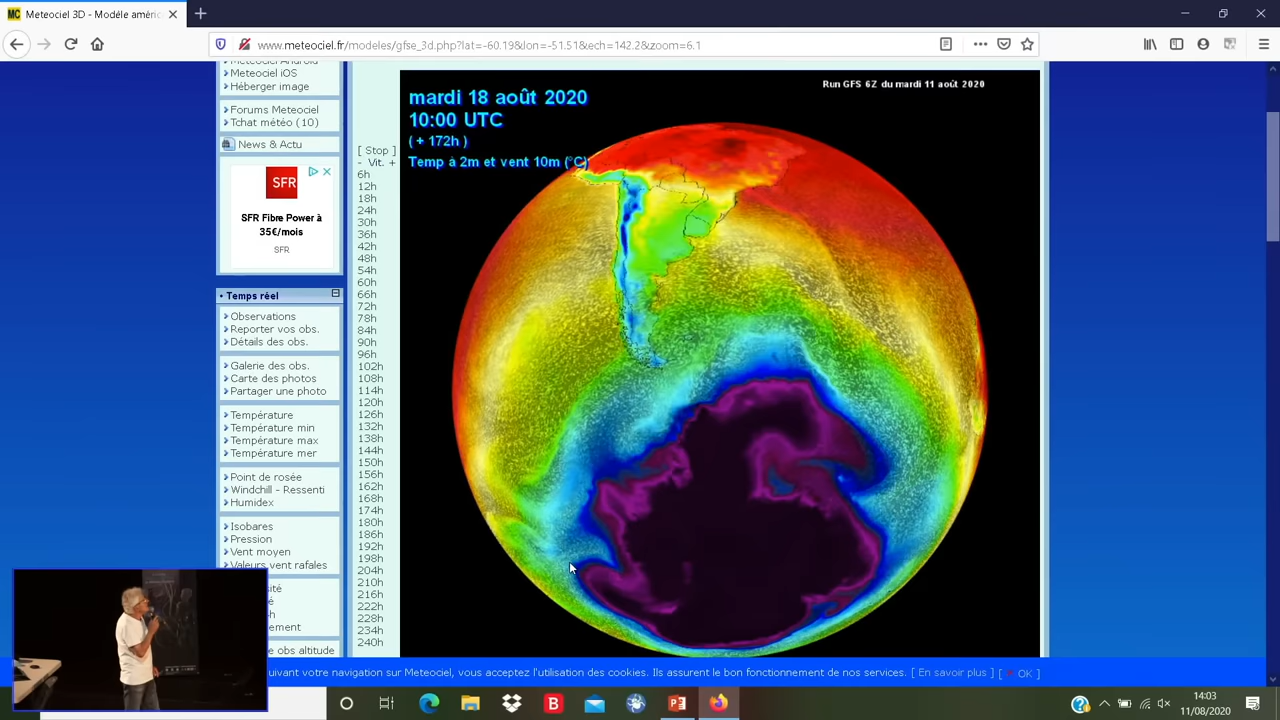 Meteociel 3D - Modéle améric
www.meteociel.fr/modeles/gfse_3d.php?lat=-60.19&lon=-51.51&ech=142.2&zoom=6.1
Meteociel Android
Meteociel iOS
Héberger image
Forums Meteociel
Tchat météo (10)
News & Actu
SFR
SFR Fibre Power à
35€/mois
SFR
• Temps réel
Observations
Reporter vos obs.
Détails des obs.
Galerie des obs.
Carte des photos
Partager une photo
Température
Température min
Température max
Température mer
Point de rosée
Windchill - Ressenti
Humidex
Isobares
Pression
Vent moyen
Valeurs vent rafales
obs altitude
[ Stop ]
- Vit. +
6h
12h
18h
24h
30h
36h
42h
48h
54h
60h
66h
72h
78h
84h
90h
96h
102h
108h
114h
120h
126h
132h
138h
144h
150h
156h
162h
168h
174h
180h
186h
192h
198h
204h
210h
216h
222h
228h
234h
240h
mardi 18 août 2020
10:00 UTC
( + 172h )
Temp à 2m et vent 10m (°C)
Run GFS 6Z du mardi 11 août 2020
uivant votre navigation sur Meteociel, vous acceptez l'utilisation des cookies. Ils assurent le bon fonctionnement de nos services. [ En savoir plus ] [ × OK ]
14:03
11/08/2020